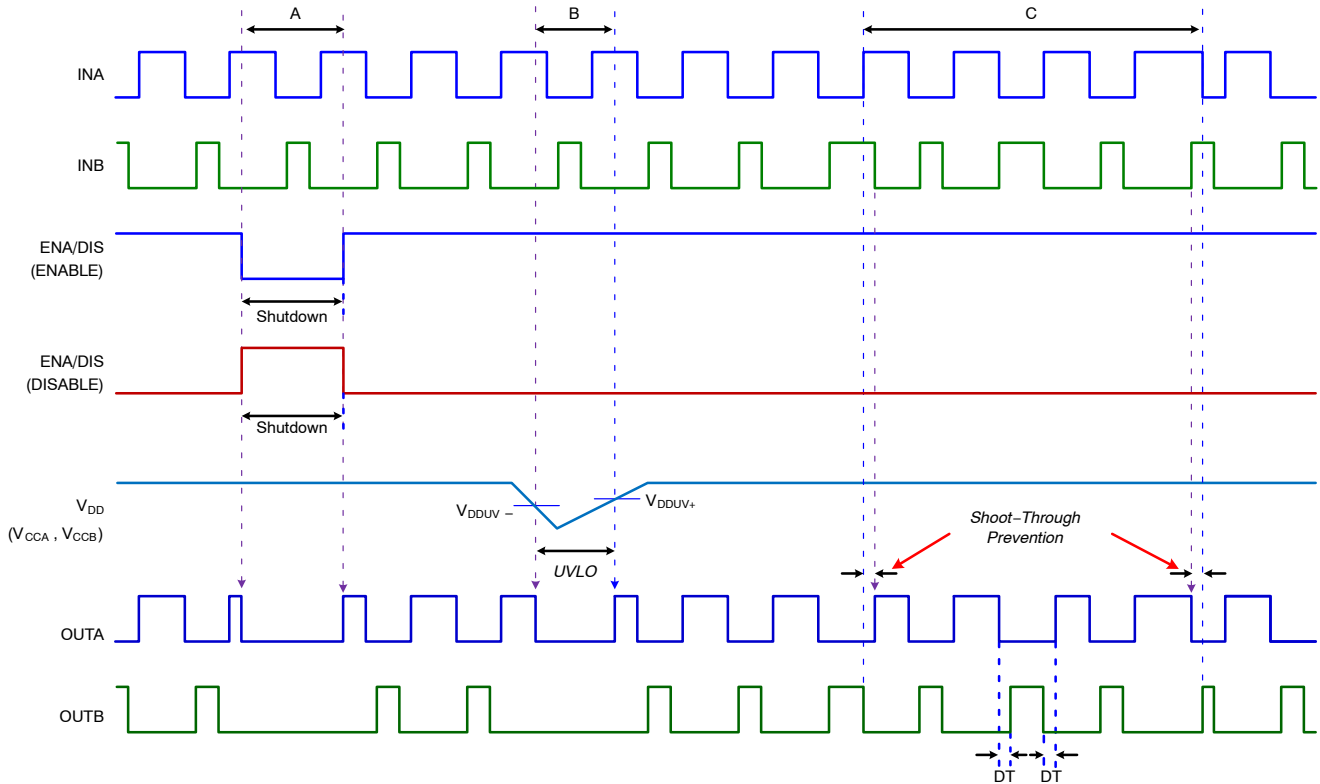 A
B
C
INA
INB
ENA/DIS
(ENABLE)
Shutdown
ENA/DIS
(DISABLE)
Shutdown
VDD
(VCCA , VCCB)
VDDUV −
VDDUV+
UVLO
Shoot−Through
Prevention
OUTA
OUTB
DT
DT